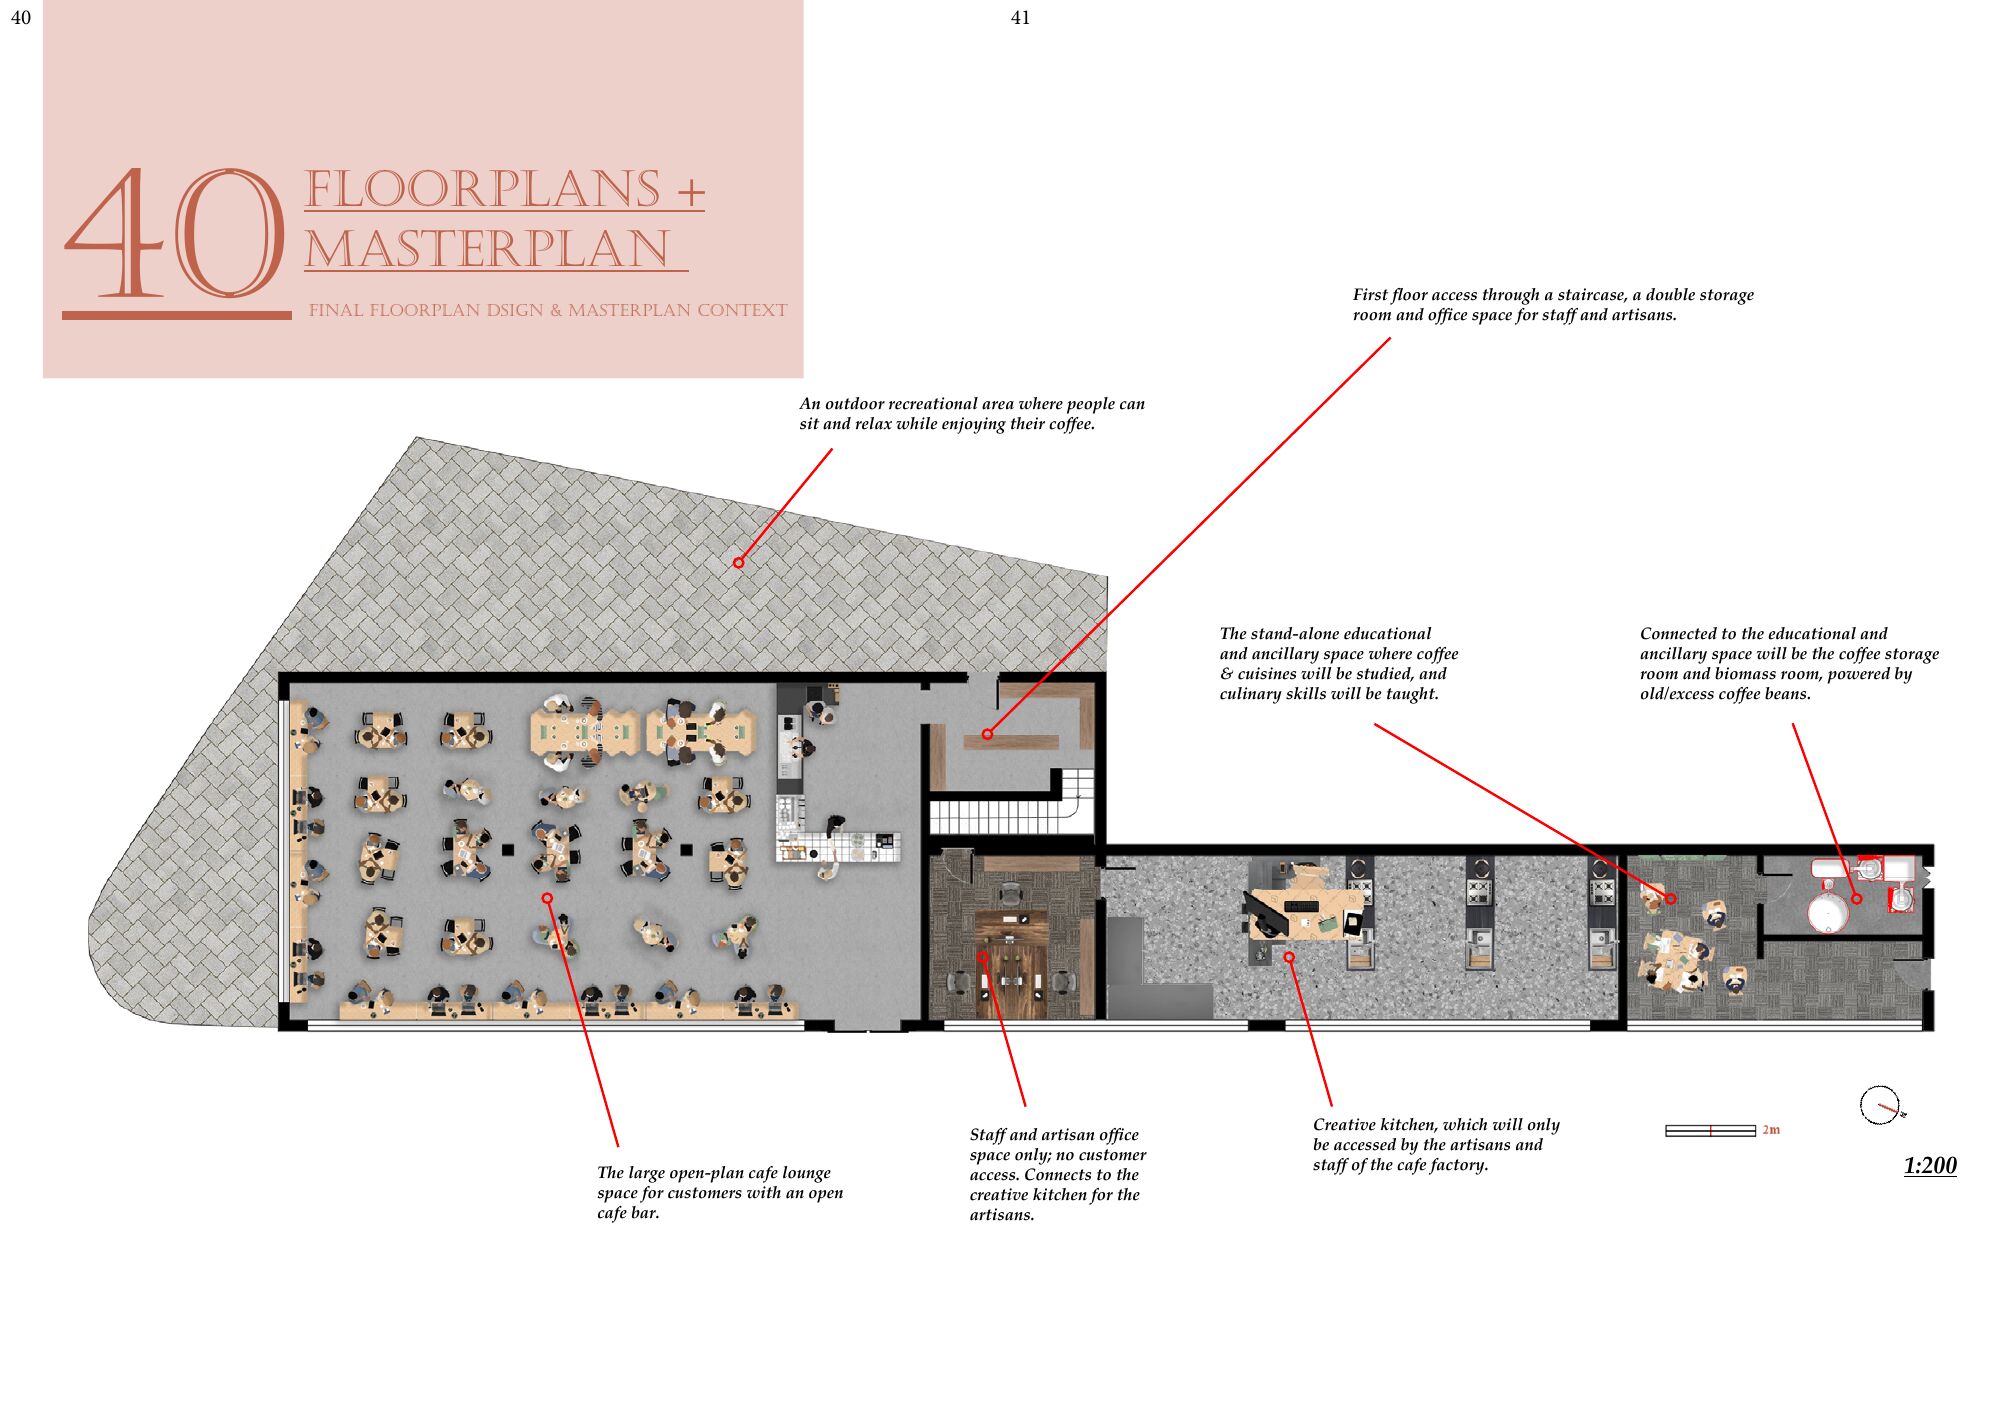 40
41
40
FLOORPLANS +
MASTERPLAN
FINAL FLOORPLAN DSIGN & MASTERPLAN CONTEXT
First floor access through a staircase, a double storage
room and office space for staff and artisans.
An outdoor recreational area where people can
sit and relax while enjoying their coffee.
The stand-alone educational
and ancillary space where coffee
& cuisines will be studied, and
culinary skills will be taught.
Connected to the educational and
ancillary space will be the coffee storage
room and biomass room, powered by
old/excess coffee beans.
The large open-plan cafe lounge
space for customers with an open
cafe bar.
Staff and artisan office
space only; no customer
access. Connects to the
creative kitchen for the
artisans.
Creative kitchen, which will only
be accessed by the artisans and
staff of the cafe factory.
2m
N
1:200